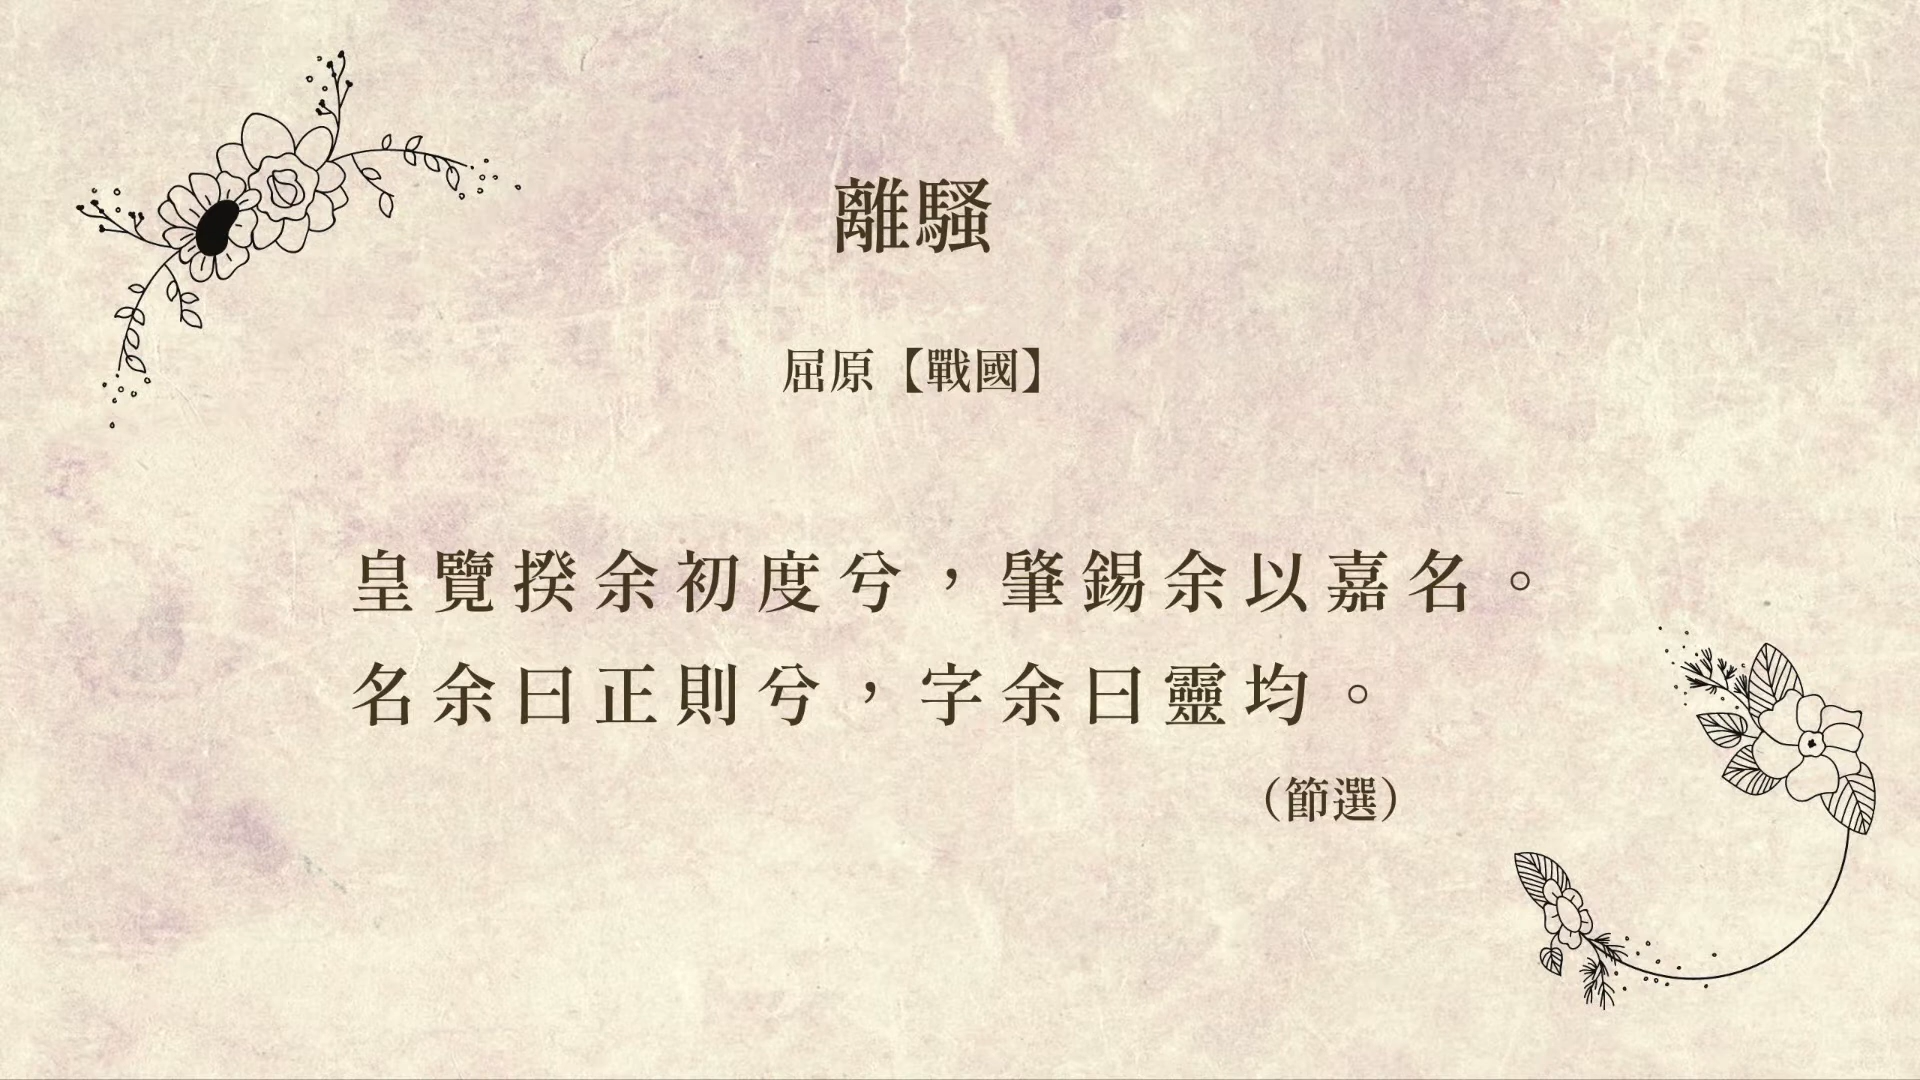 離騷
屈原【戰國】
皇覽揆余初度兮，肇錫余以嘉名。
名余曰正則兮，字余曰靈均。
（節選）